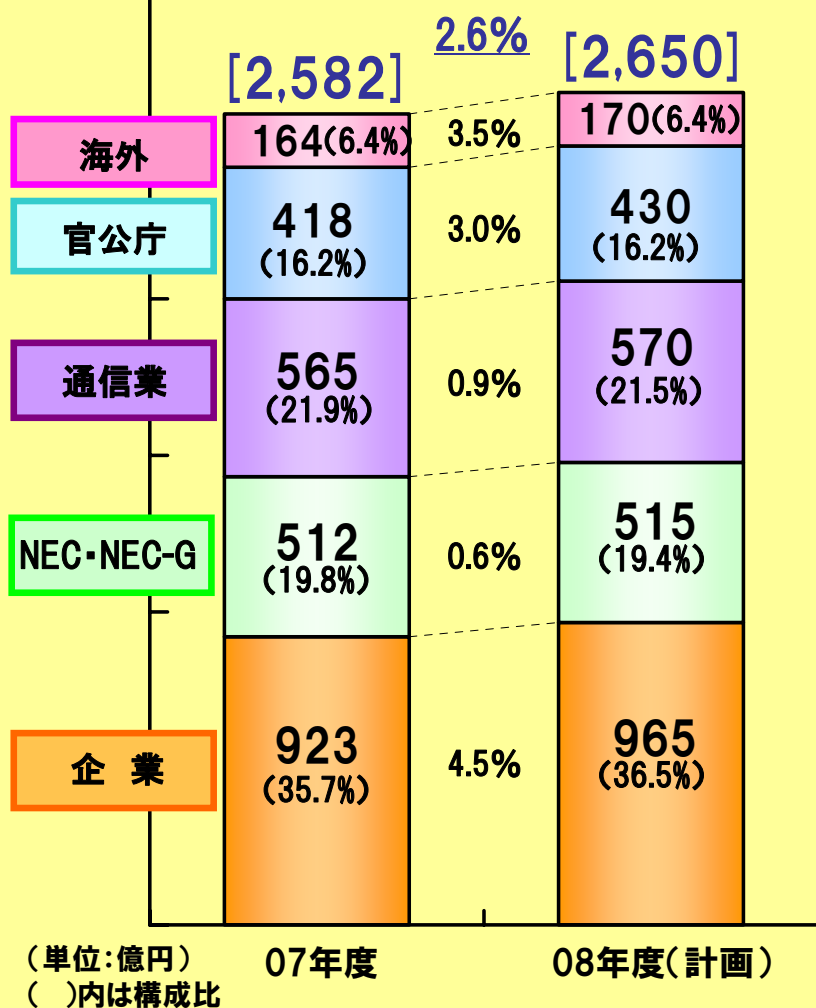 2.6%
[2,582]
[2,650]
海外
164(6.4%)
3.5%
170(6.4%)
官公庁
418
(16.2%)
3.0%
430
(16.2%)
通信業
565
(21.9%)
0.9%
570
(21.5%)
NEC・NEC-G
512
(19.8%)
0.6%
515
(19.4%)
企 業
923
(35.7%)
4.5%
965
(36.5%)
(単位:億円)
( )内は構成比
07年度
08年度(計画)